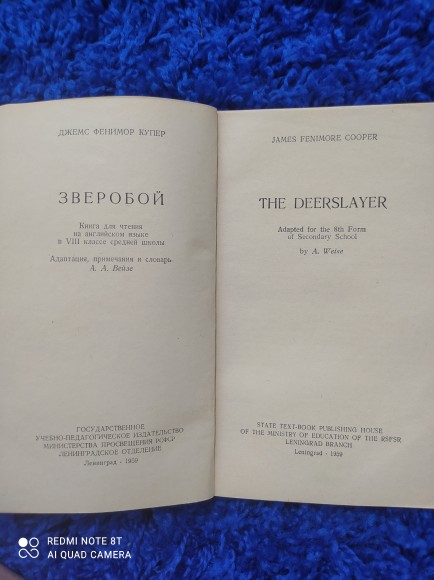 ДЖЕМС ФЕНИМОР КУПЕР
ЗВЕРОБОЙ
Книга для чтения
на английском языке
в VIII классе средней школы
Адаптация, примечания и словарь
А. А. Вейзе
ГОСУДАРСТВЕННОЕ
УЧЕБНО-ПЕДАГОГИЧЕСКОЕ ИЗДАТЕЛЬСТВО
МИНИСТЕРСТВА ПРОСВЕЩЕНИЯ РСФСР
ЛЕНИНГРАДСКОЕ ОТДЕЛЕНИЕ
Ленинград - 1959
JAMES FENIMORE COOPER
THE DEERSLAYER
Adapted for the 8th Form
of Secondary School
by A. Weise
STATE TEXT-BOOK PUBLISHING HOUSE
OF THE MINISTRY OF EDUCATION OF THE RSFSR
LENINGRAD BRANCH
Leningrad - 1959
REDMI NOTE 8T
AI QUAD CAMERA